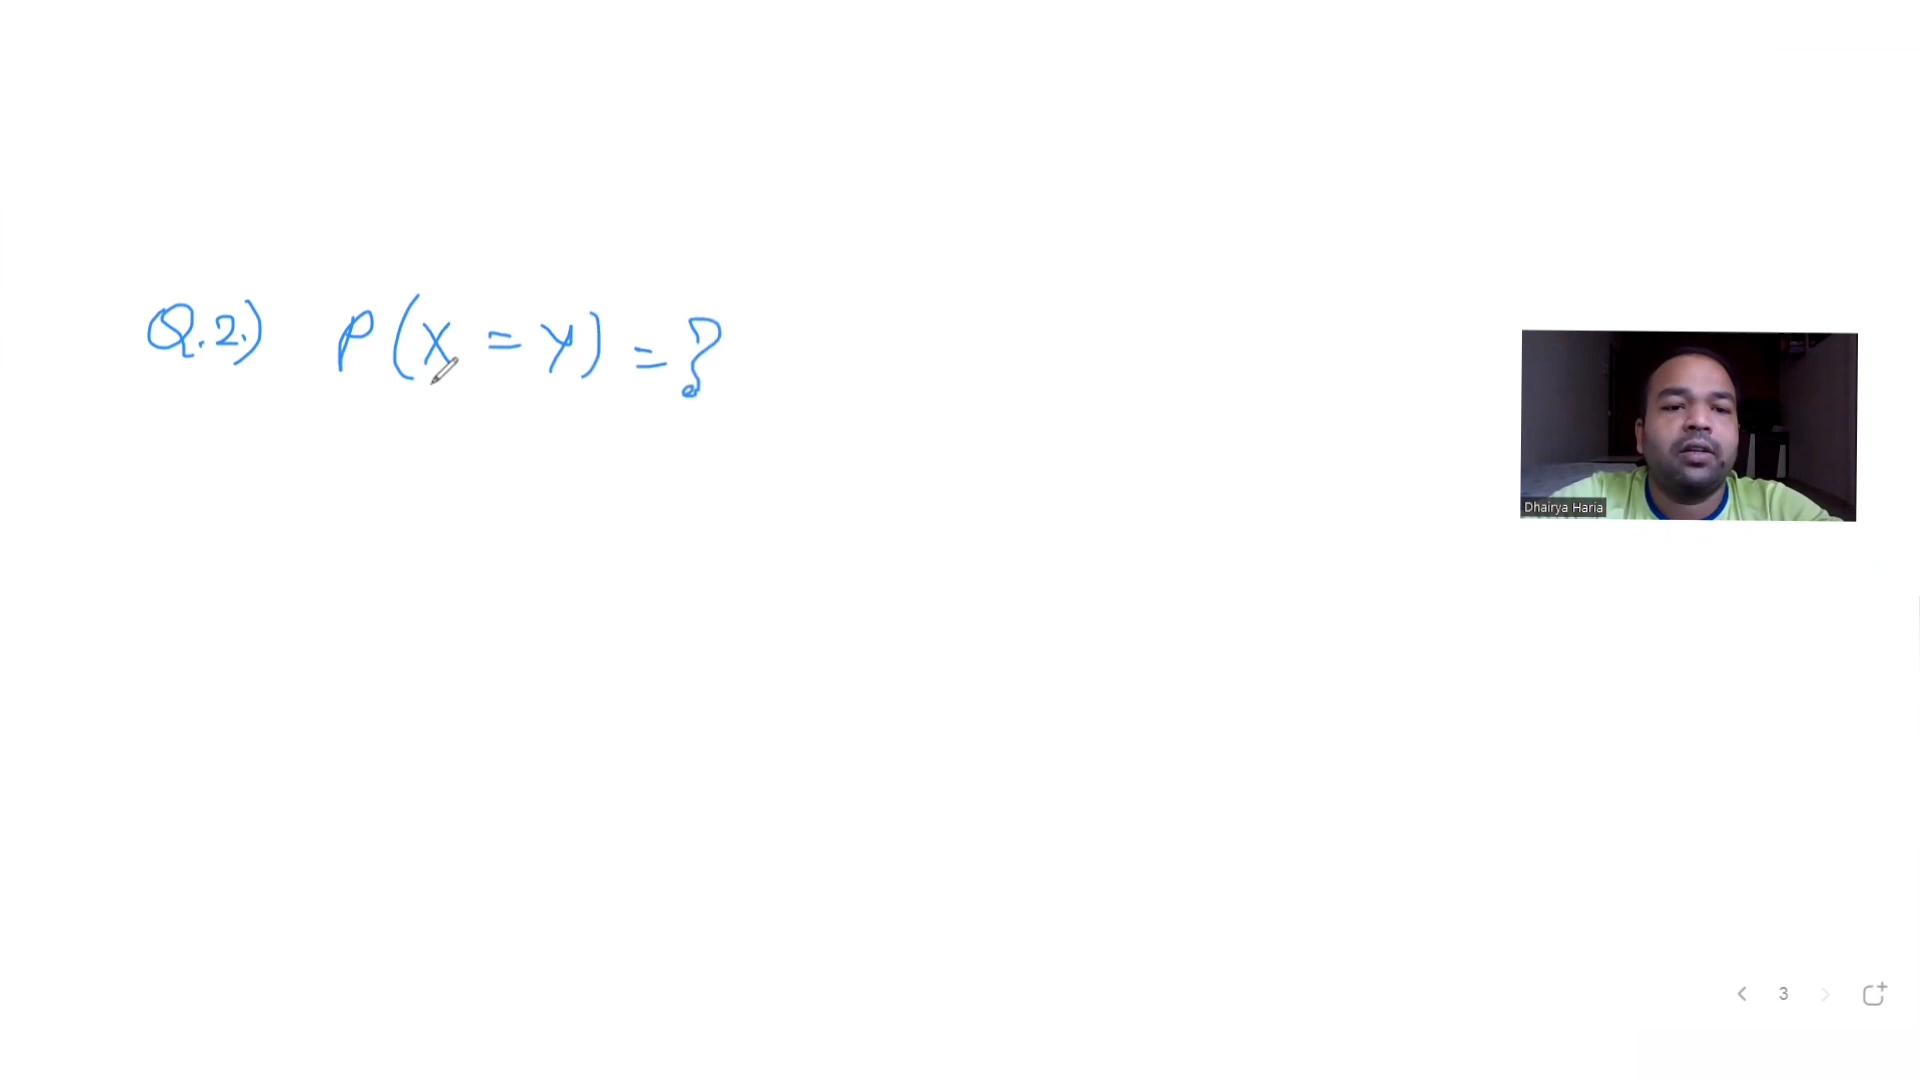 Q.2.) P(X = Y) = ?
Dhairya Haria
3